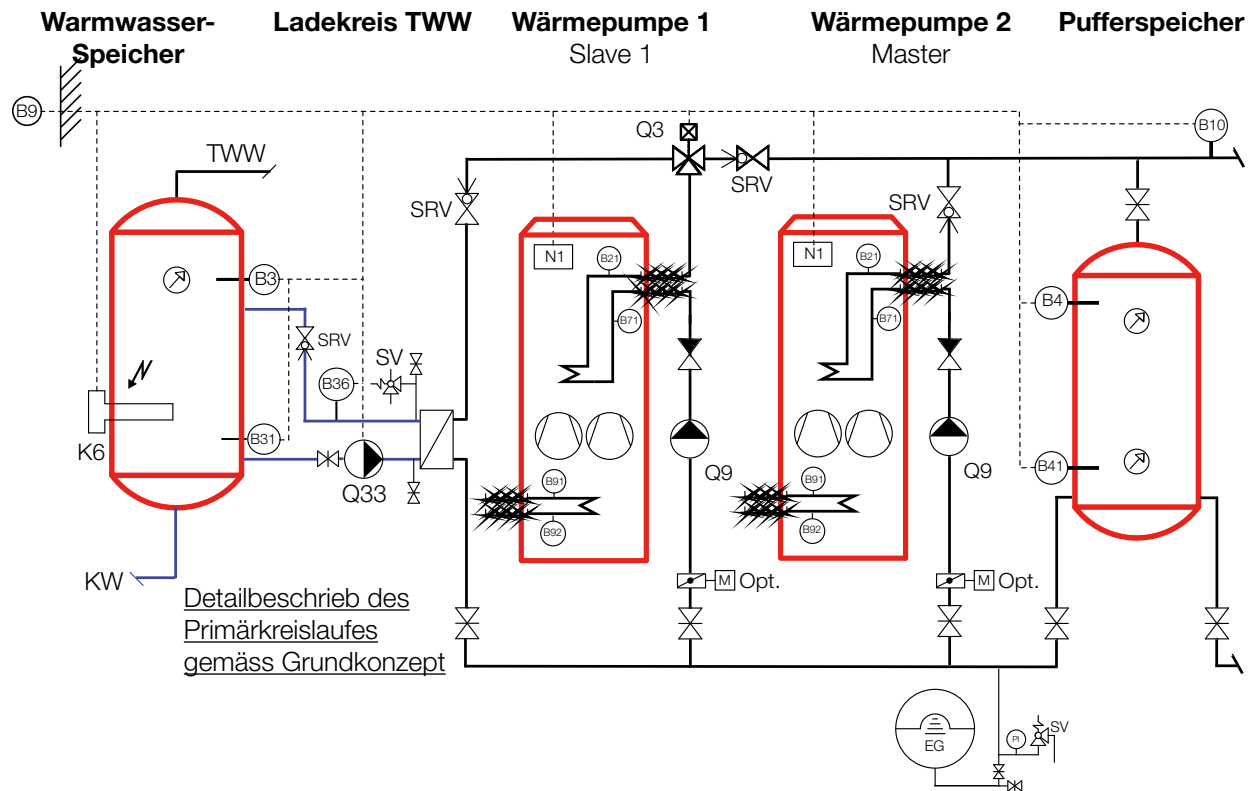 Warmwasser-
Speicher
Ladekreis TWW
Wärmepumpe 1
Slave 1
Wärmepumpe 2
Master
Pufferspeicher
B9
Q3
B10
TWW
SRV
SRV
SRV
N1
B21
N1
B21
B3
B4
B71
B71
SRV
SV
B36
K6
B31
Q33
Q9
Q9
B41
B91
B92
B91
B92
KW
M
Opt.
M
Opt.
Detailbeschrieb des
Primärkreislaufes
gemäss Grundkonzept
EG
PI
SV